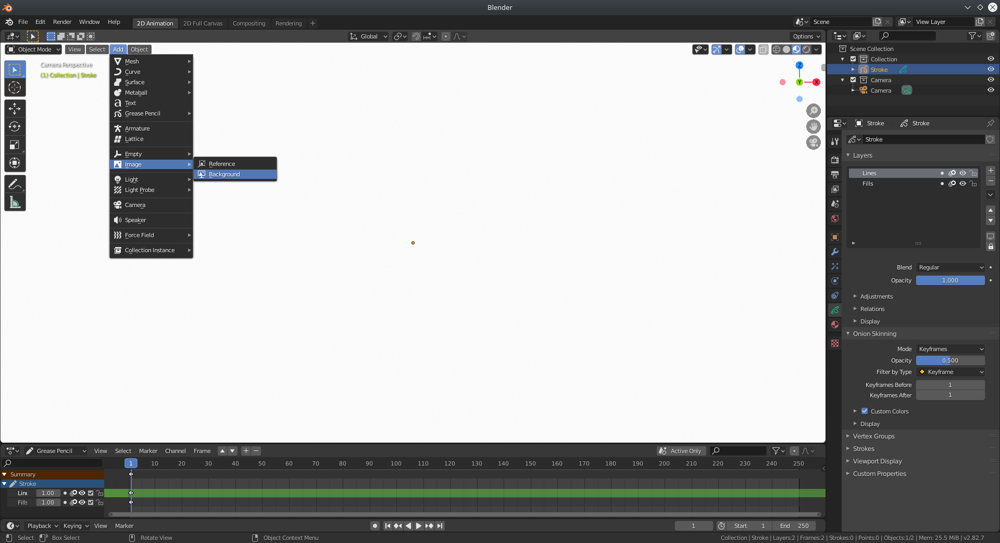 Blender
File Edit Render Window Help 2D Animation 2D Full Canvas Compositing Rendering + Scene View Layer
Global Options
Object Mode View Select Add Object
Camera Perspective
(1) Collection | Stroke
Mesh
Curve
Surface
Metaball
Text
Grease Pencil
Armature
Lattice
Empty
Image
Light
Light Probe
Camera
Speaker
Force Field
Collection Instance
Reference
Background
Z
Y X
Scene Collection
Collection
Stroke
Camera
Camera
Stroke Stroke
Stroke
Layers
Lines
Fills
Blend Regular
Opacity 1.000
Adjustments
Relations
Display
Onion Skinning
Mode Keyframes
Opacity 0.500
Filter by Type Keyframe
Keyframes Before 1
Keyframes After 1
Custom Colors
Display
Vertex Groups
Strokes
Viewport Display
Custom Properties
Grease Pencil View Select Marker Channel Frame Active Only
1 10 20 30 40 50 60 70 80 90 100 110 120 130 140 150 160 170 180 190 200 210 220 230 240 250
Summary
Stroke
Line 1.00
Fills 1.00
Playback Keying View Marker 1 Start 1 End 250
Select Box Select Rotate View Object Context Menu Collection | Stroke | Layers:2 | Frames:2 | Strokes:0 | Points:0 | Objects:1/2 | Mem: 25.5 MiB | v2.82.7